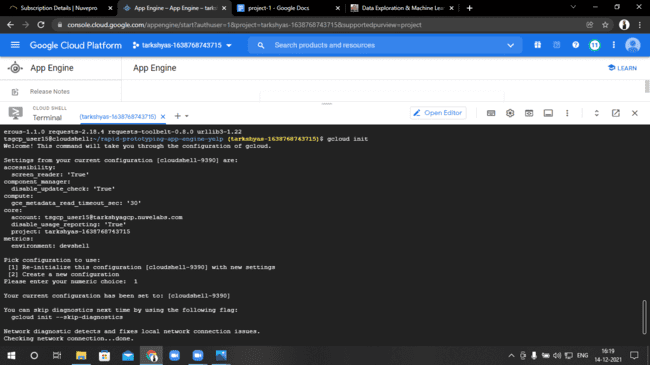 Subscription Details | Nuvepro
App Engine – App Engine – tarks
project-1 - Google Docs
Data Exploration & Machine Lea
console.cloud.google.com/appengine/start?authuser=1&project=tarkshyas-1638768743715&supportedpurview=project
Google Cloud Platform
tarkshyas-1638768743715
Search products and resources
11
App Engine
App Engine
LEARN
Release Notes
CLOUD SHELL
Terminal
(tarkshyas-1638768743715)
Open Editor
erous-1.1.0 requests-2.18.4 requests-toolbelt-0.8.0 urllib3-1.22
tsgcp_user15@cloudshell:~/rapid-prototyping-app-engine-yelp (tarkshyas-1638768743715)$ gcloud init
Welcome! This command will take you through the configuration of gcloud.
Settings from your current configuration [cloudshell-9390] are:
accessibility:
screen_reader: 'True'
component_manager:
disable_update_check: 'True'
compute:
gce_metadata_read_timeout_sec: '30'
core:
account: tsgcp_user15@tarkshyagcp.nuvelabs.com
disable_usage_reporting: 'True'
project: tarkshyas-1638768743715
metrics:
environment: devshell
Pick configuration to use:
[1] Re-initialize this configuration [cloudshell-9390] with new settings
[2] Create a new configuration
Please enter your numeric choice: 1
Your current configuration has been set to: [cloudshell-9390]
You can skip diagnostics next time by using the following flag:
gcloud init --skip-diagnostics
Network diagnostic detects and fixes local network connection issues.
Checking network connection...done.
ENG
16:19
14-12-2021